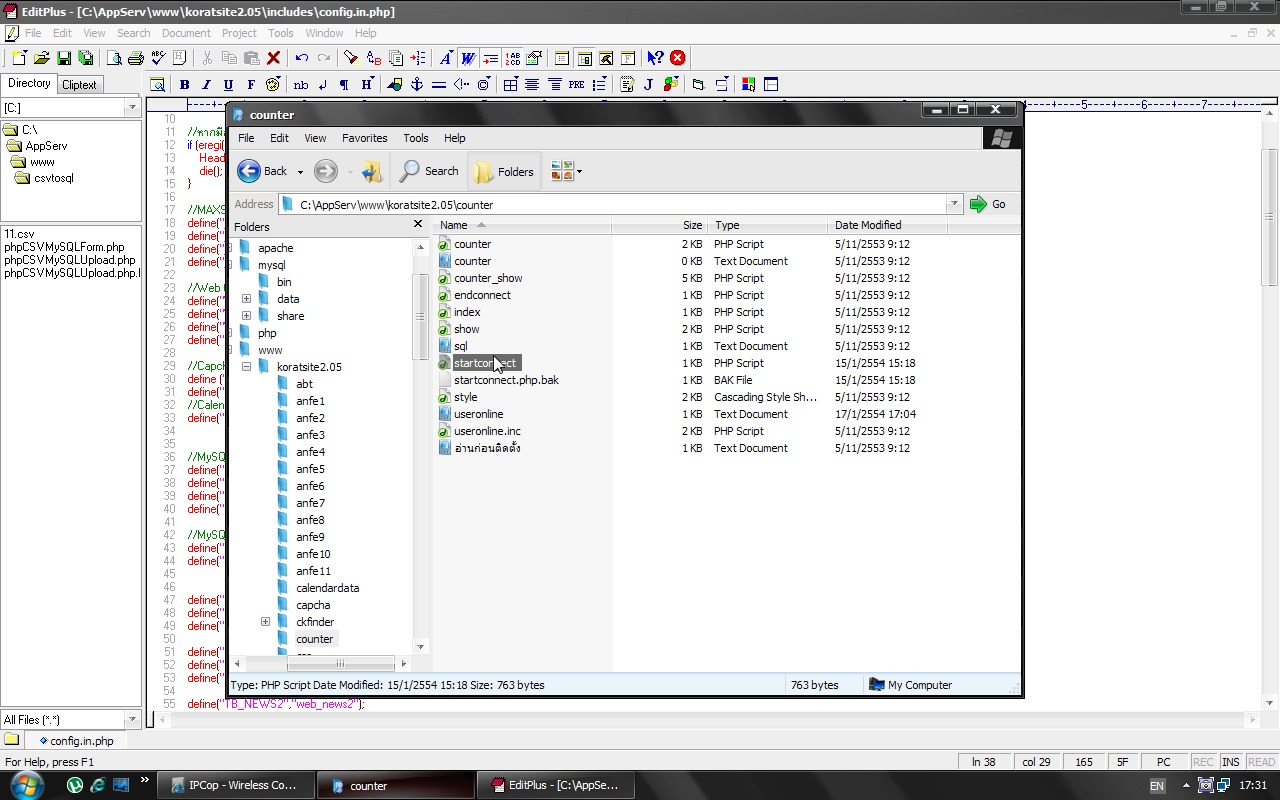 EditPlus - [C:\AppServ\www\koratsite2.05\includes\config.in.php]
File Edit View Search Document Project Tools Window Help
B I U F nb H PRE J
Directory Cliptext
[C:]
C:\
AppServ
www
csvtosql
11.csv
phpCSVMySQLForm.php
phpCSVMySQLUpload.php
phpCSVMySQLUpload.php.l
All Files (*.*)
5 6 7
10
11
12 if (eregi(
13 Head
14 die();
15 }
16
17 //MAXS
18 define("
19 define("
20 define("
21 define("
22
23 //Web
24 define("
25 define("
26 define("
27 define("
28
29 //Capch
30 define ("
31 define("
32 //Calen
33 define("
34
35
36 //MySQ
37 define("
38 define("
39 define("
40 define("
41
42 //MySQ
43 define("
44 define("
45
46
47 define("
48 define("
49 define("
50
51 define("
52 define("
53 define("
54
55 define("TB_NEWS2","web_news2");
counter
File Edit View Favorites Tools Help
Back Search Folders
Address C:\AppServ\www\koratsite2.05\counter Go
Folders
apache
mysql
bin
data
share
php
www
koratsite2.05
abt
anfe1
anfe2
anfe3
anfe4
anfe5
anfe6
anfe7
anfe8
anfe9
anfe10
anfe11
calendardata
capcha
ckfinder
counter
Name Size Type Date Modified
counter 2 KB PHP Script 5/11/2553 9:12
counter 0 KB Text Document 5/11/2553 9:12
counter_show 5 KB PHP Script 5/11/2553 9:12
endconnect 1 KB PHP Script 5/11/2553 9:12
index 1 KB PHP Script 5/11/2553 9:12
show 2 KB PHP Script 5/11/2553 9:12
sql 1 KB Text Document 5/11/2553 9:12
startconnect 1 KB PHP Script 15/1/2554 15:18
startconnect.php.bak 1 KB BAK File 15/1/2554 15:18
style 2 KB Cascading Style Sh... 5/11/2553 9:12
useronline 1 KB Text Document 17/1/2554 17:04
useronline.inc 1 KB PHP Script 5/11/2553 9:12
อ่านก่อนติดตั้ง 1 KB Text Document 5/11/2553 9:12
Type: PHP Script Date Modified: 15/1/2554 15:18 Size: 763 bytes 763 bytes My Computer
config.in.php
For Help, press F1 ln 38 col 29 165 5F PC REC INS READ
IPCop - Wireless Co... counter EditPlus - [C:\AppSe... EN 17:31